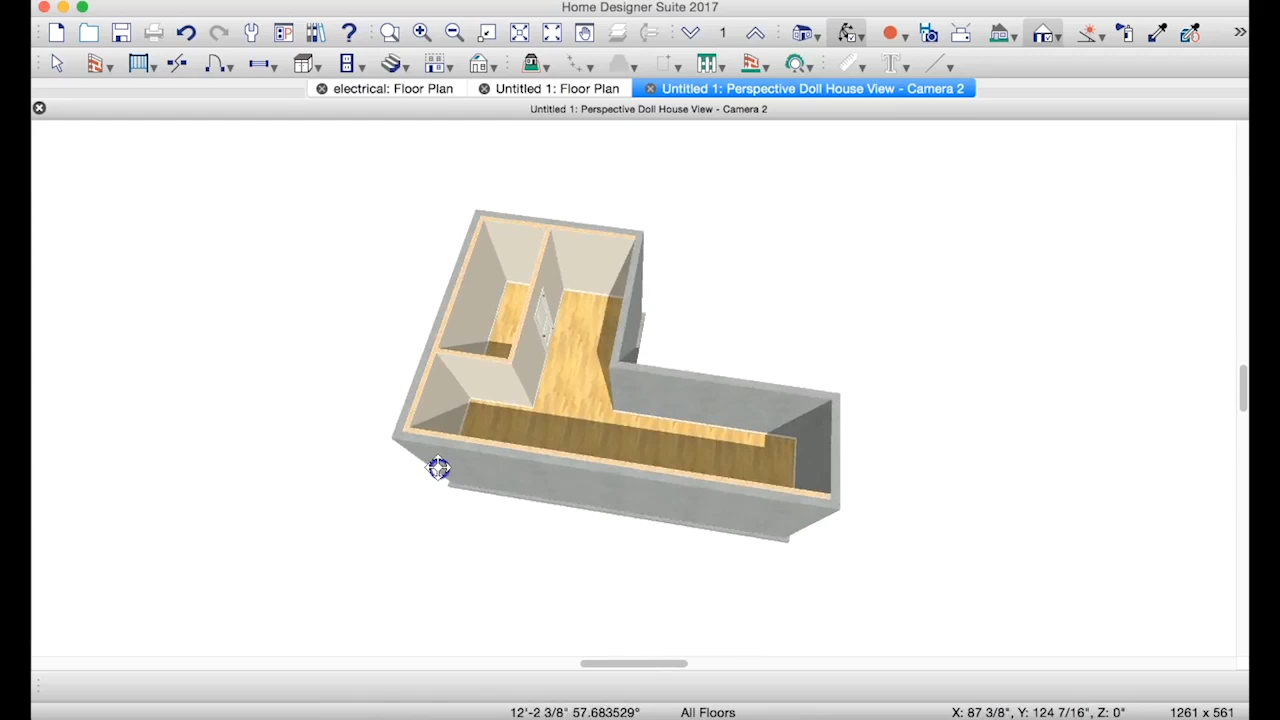 Home Designer Suite 2017
1
electrical: Floor Plan
Untitled 1: Floor Plan
Untitled 1: Perspective Doll House View - Camera 2
Untitled 1: Perspective Doll House View - Camera 2
12'-2 3/8" 57.683529° All Floors X: 87 3/8", Y: 124 7/16", Z: 0" 1261 x 561